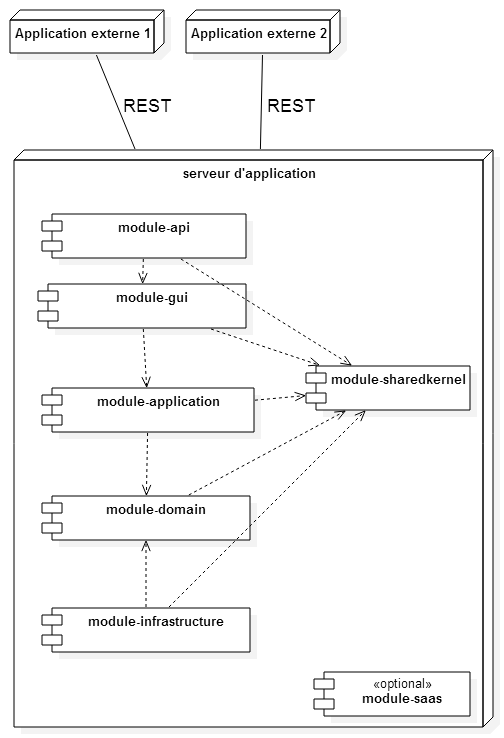 Application externe 1
Application externe 2
REST
REST
serveur d'application
module-api
module-gui
module-sharedkernel
module-application
module-domain
module-infrastructure
«optional»
module-saas